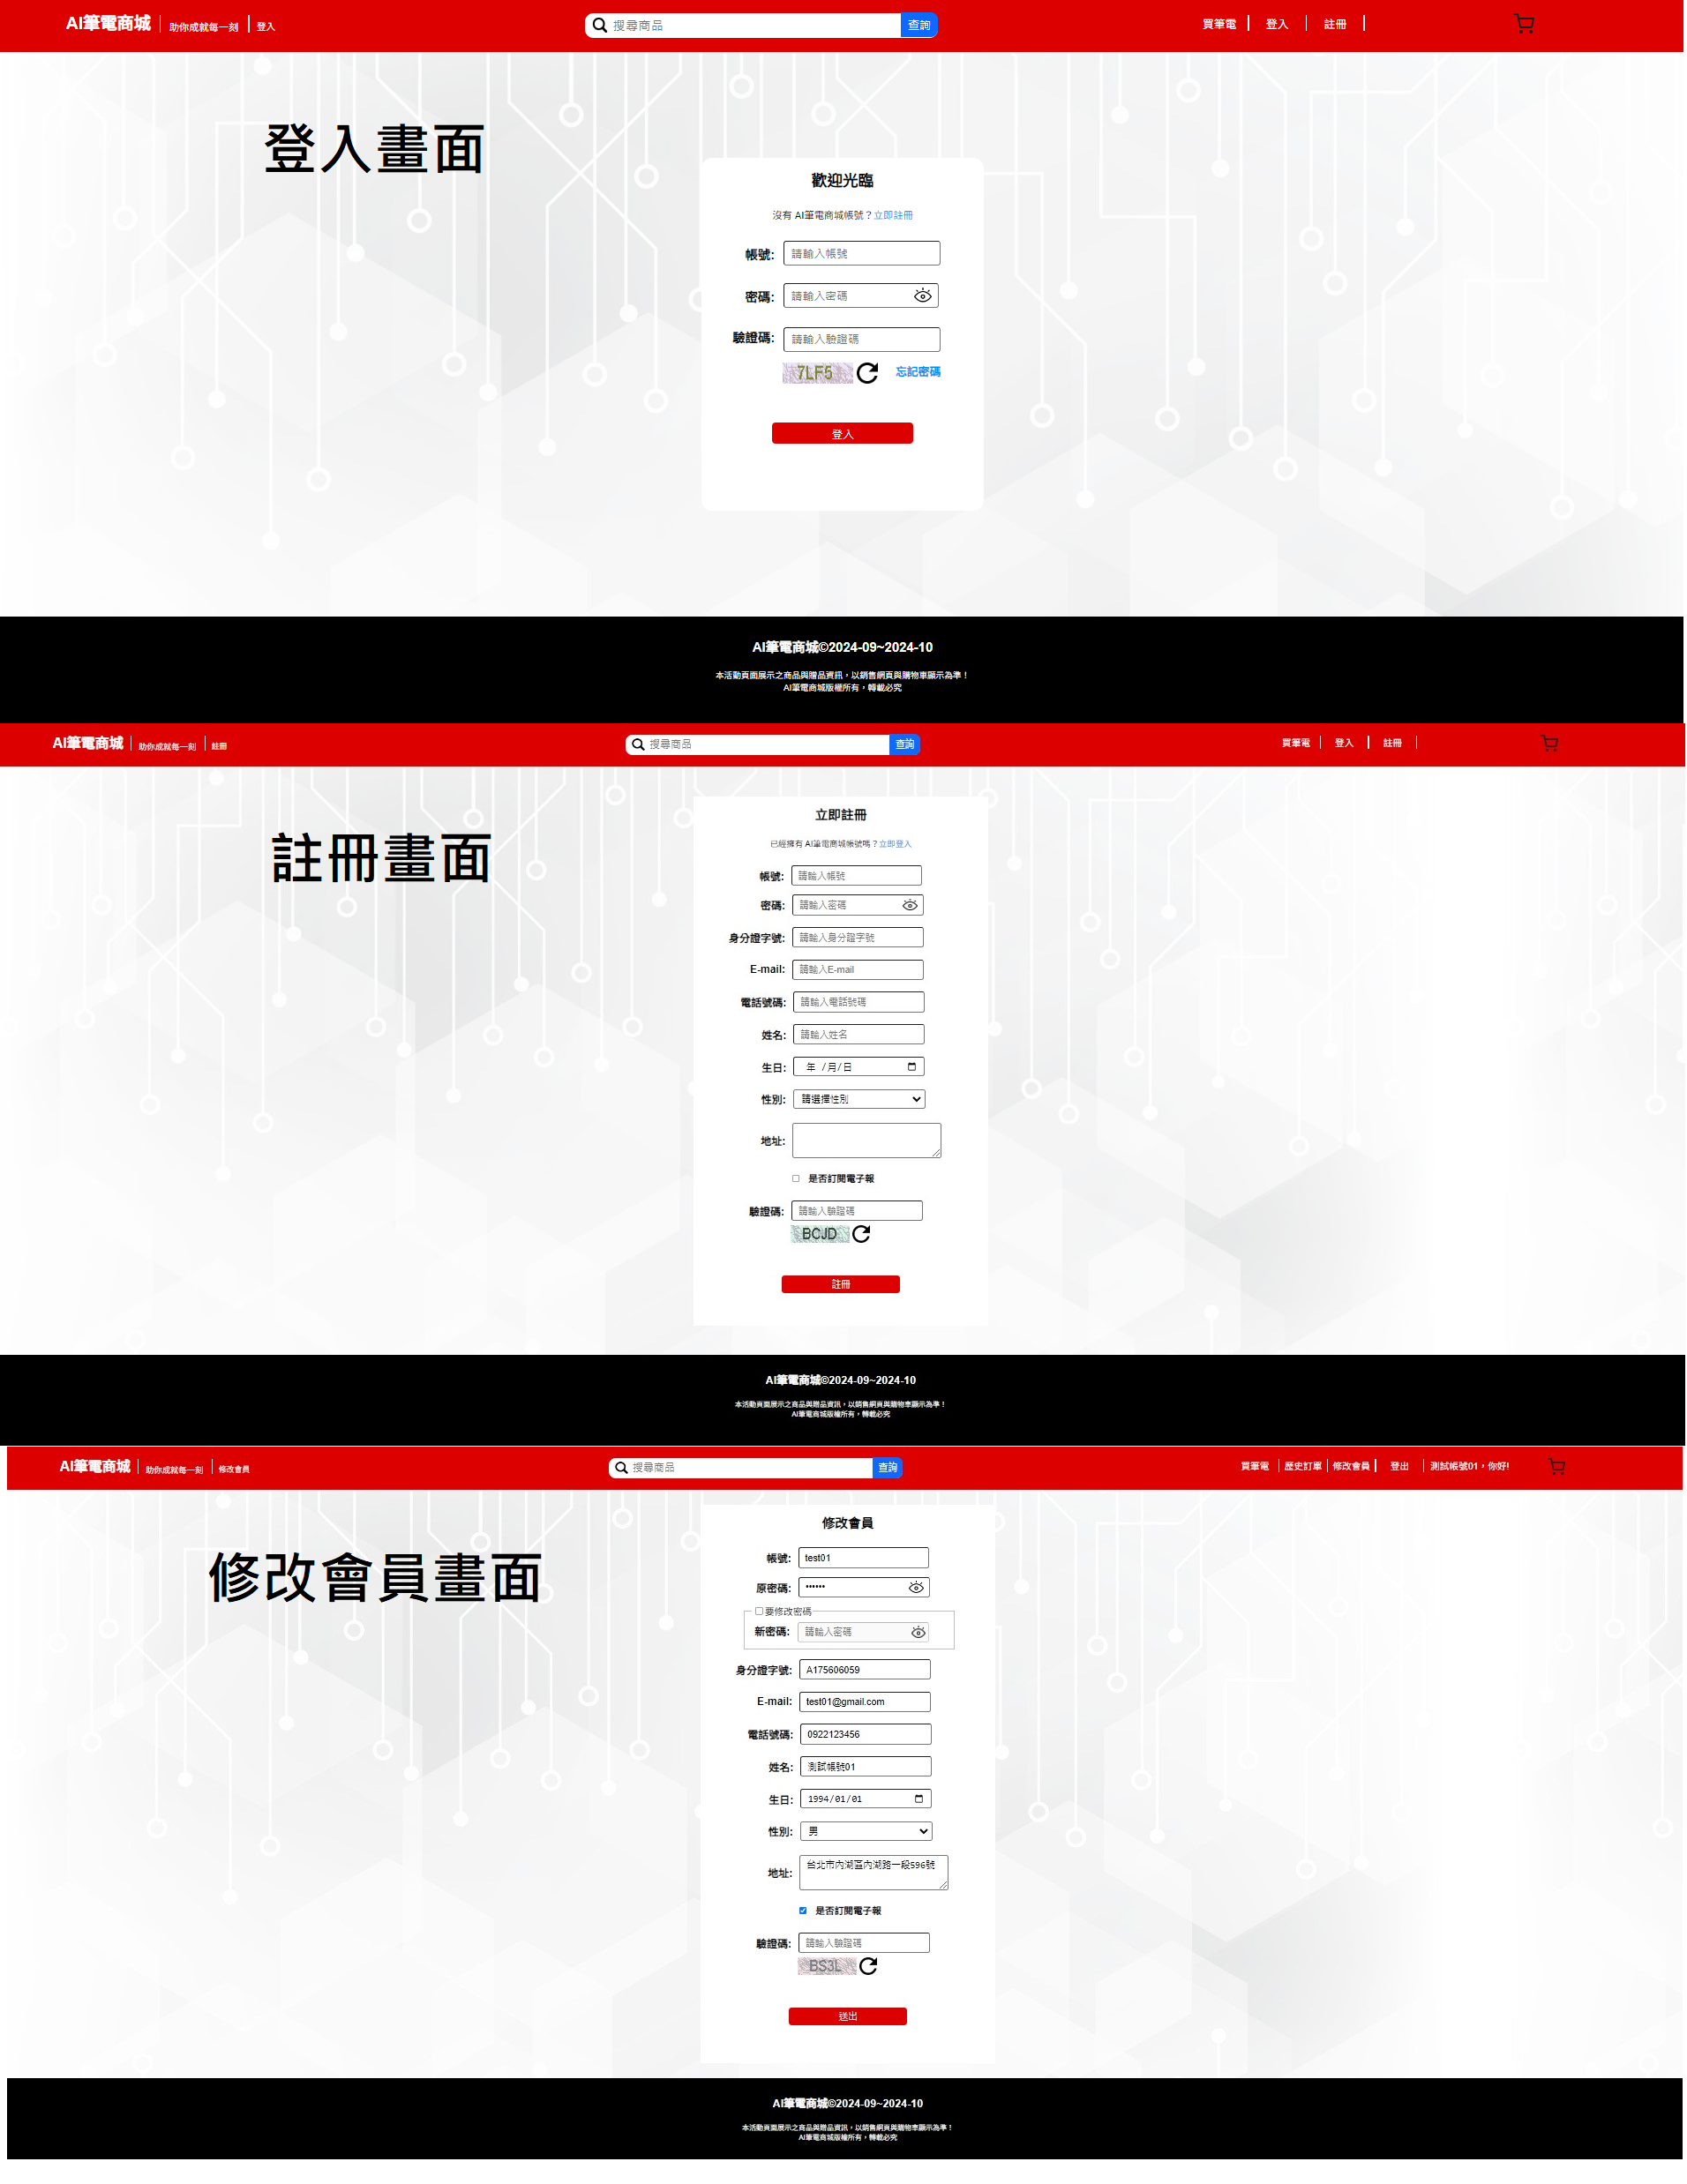 AI筆電商城 助你成就每一刻 登入 搜尋商品 查詢 買筆電 登入 註冊
登入畫面
歡迎光臨
沒有 AI筆電商城帳號？立即註冊
帳號: 請輸入帳號
密碼: 請輸入密碼
驗證碼: 請輸入驗證碼
7LF5 忘記密碼
登入
AI筆電商城©2024-09~2024-10
本活動頁面展示之商品與贈品資訊，以銷售網頁與購物車顯示為準！
AI筆電商城版權所有，轉載必究
AI筆電商城 助你成就每一刻 註冊 搜尋商品 查詢 買筆電 登入 註冊
註冊畫面
立即註冊
已經擁有 AI筆電商城帳號嗎？立即登入
帳號: 請輸入帳號
密碼: 請輸入密碼
身分證字號: 請輸入身分證字號
E-mail: 請輸入E-mail
電話號碼: 請輸入電話號碼
姓名: 請輸入姓名
生日: 年 /月/日
性別: 請選擇性別
地址:
是否訂閱電子報
驗證碼: 請輸入驗證碼
BCJD
註冊
AI筆電商城©2024-09~2024-10
本活動頁面展示之商品與贈品資訊，以銷售網頁與購物車顯示為準！
AI筆電商城版權所有，轉載必究
AI筆電商城 助你成就每一刻 修改會員 搜尋商品 查詢 買筆電 歷史訂單 修改會員 登出 測試帳號01，你好!
修改會員畫面
修改會員
帳號: test01
原密碼: ••••••
要修改密碼
新密碼: 請輸入密碼
身分證字號: A175606059
E-mail: test01@gmail.com
電話號碼: 0922123456
姓名: 測試帳號01
生日: 1994/01/01
性別: 男
地址: 台北市內湖區內湖路一段596號
是否訂閱電子報
驗證碼: 請輸入驗證碼
BS3L
送出
AI筆電商城©2024-09~2024-10
本活動頁面展示之商品與贈品資訊，以銷售網頁與購物車顯示為準！
AI筆電商城版權所有，轉載必究